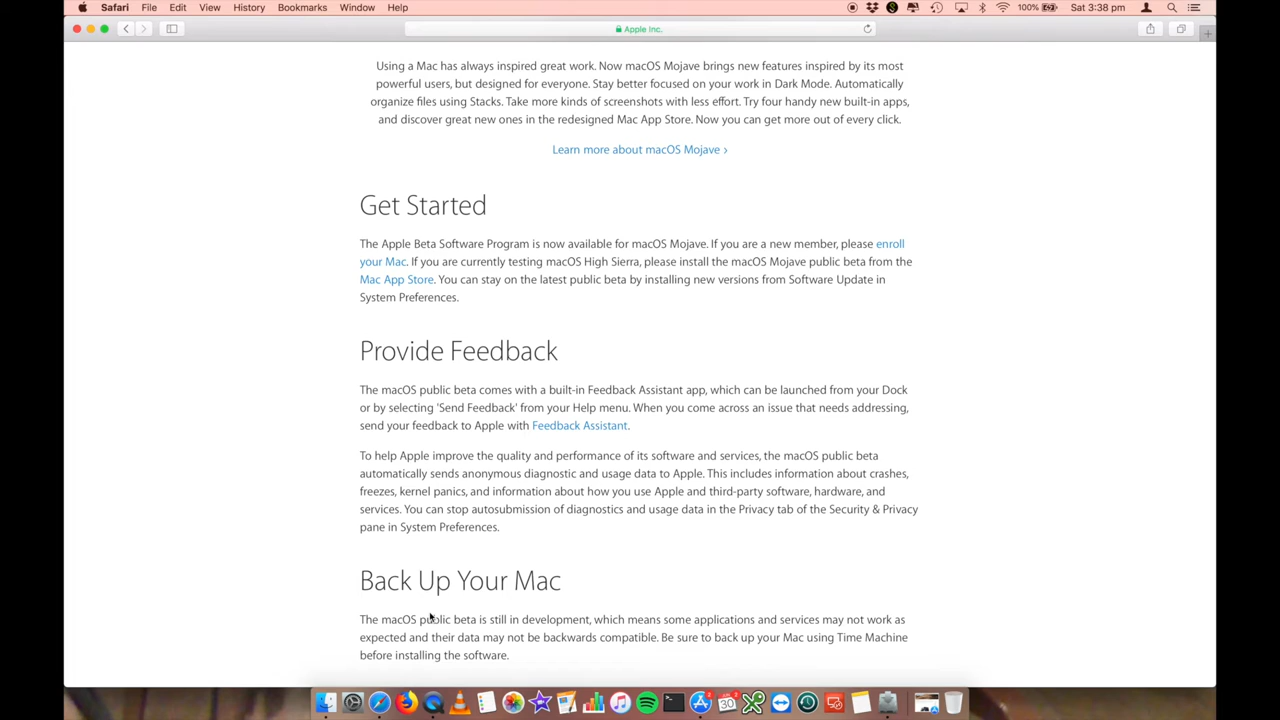 Safari File Edit View History Bookmarks Window Help 100% Sat 3:38 pm
Apple Inc.
Using a Mac has always inspired great work. Now macOS Mojave brings new features inspired by its most
powerful users, but designed for everyone. Stay better focused on your work in Dark Mode. Automatically
organize files using Stacks. Take more kinds of screenshots with less effort. Try four handy new built-in apps,
and discover great new ones in the redesigned Mac App Store. Now you can get more out of every click.
Learn more about macOS Mojave ›
Get Started
The Apple Beta Software Program is now available for macOS Mojave. If you are a new member, please enroll
your Mac. If you are currently testing macOS High Sierra, please install the macOS Mojave public beta from the
Mac App Store. You can stay on the latest public beta by installing new versions from Software Update in
System Preferences.
Provide Feedback
The macOS public beta comes with a built-in Feedback Assistant app, which can be launched from your Dock
or by selecting 'Send Feedback' from your Help menu. When you come across an issue that needs addressing,
send your feedback to Apple with Feedback Assistant.
To help Apple improve the quality and performance of its software and services, the macOS public beta
automatically sends anonymous diagnostic and usage data to Apple. This includes information about crashes,
freezes, kernel panics, and information about how you use Apple and third-party software, hardware, and
services. You can stop autosubmission of diagnostics and usage data in the Privacy tab of the Security & Privacy
pane in System Preferences.
Back Up Your Mac
The macOS public beta is still in development, which means some applications and services may not work as
expected and their data may not be backwards compatible. Be sure to back up your Mac using Time Machine
before installing the software.
30